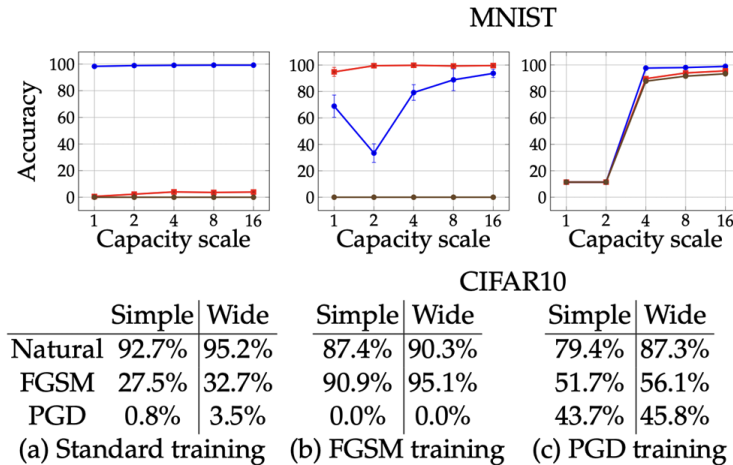 MNIST
100
80
60
40
20
0
1 2 4 8 16
Accuracy
Capacity scale
100
80
60
40
20
0
1 2 4 8 16
Capacity scale
100
80
60
40
20
0
1 2 4 8 16
Capacity scale
CIFAR10
Simple Wide Simple Wide Simple Wide
Natural 92.7% 95.2% 87.4% 90.3% 79.4% 87.3%
FGSM 27.5% 32.7% 90.9% 95.1% 51.7% 56.1%
PGD 0.8% 3.5% 0.0% 0.0% 43.7% 45.8%
(a) Standard training (b) FGSM training (c) PGD training